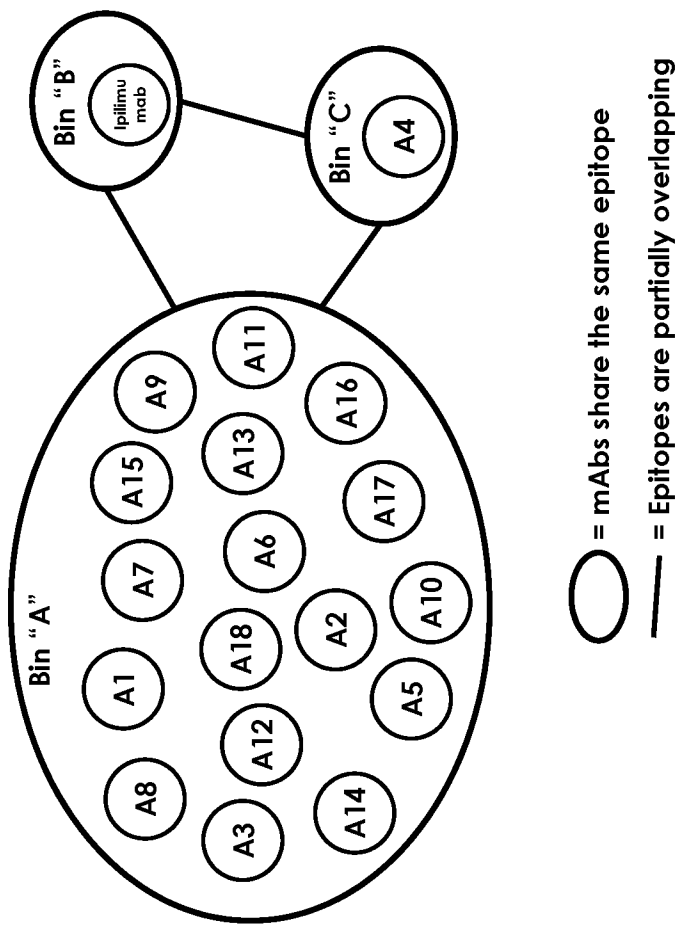 Bin “A”
A8
A1
A7
A15
A9
A3
A12
A18
A6
A13
A11
A14
A5
A2
A10
A17
A16
Bin “B”
Ipilimu
mab
Bin “C”
A4
= mAbs share the same epitope
= Epitopes are partially overlapping